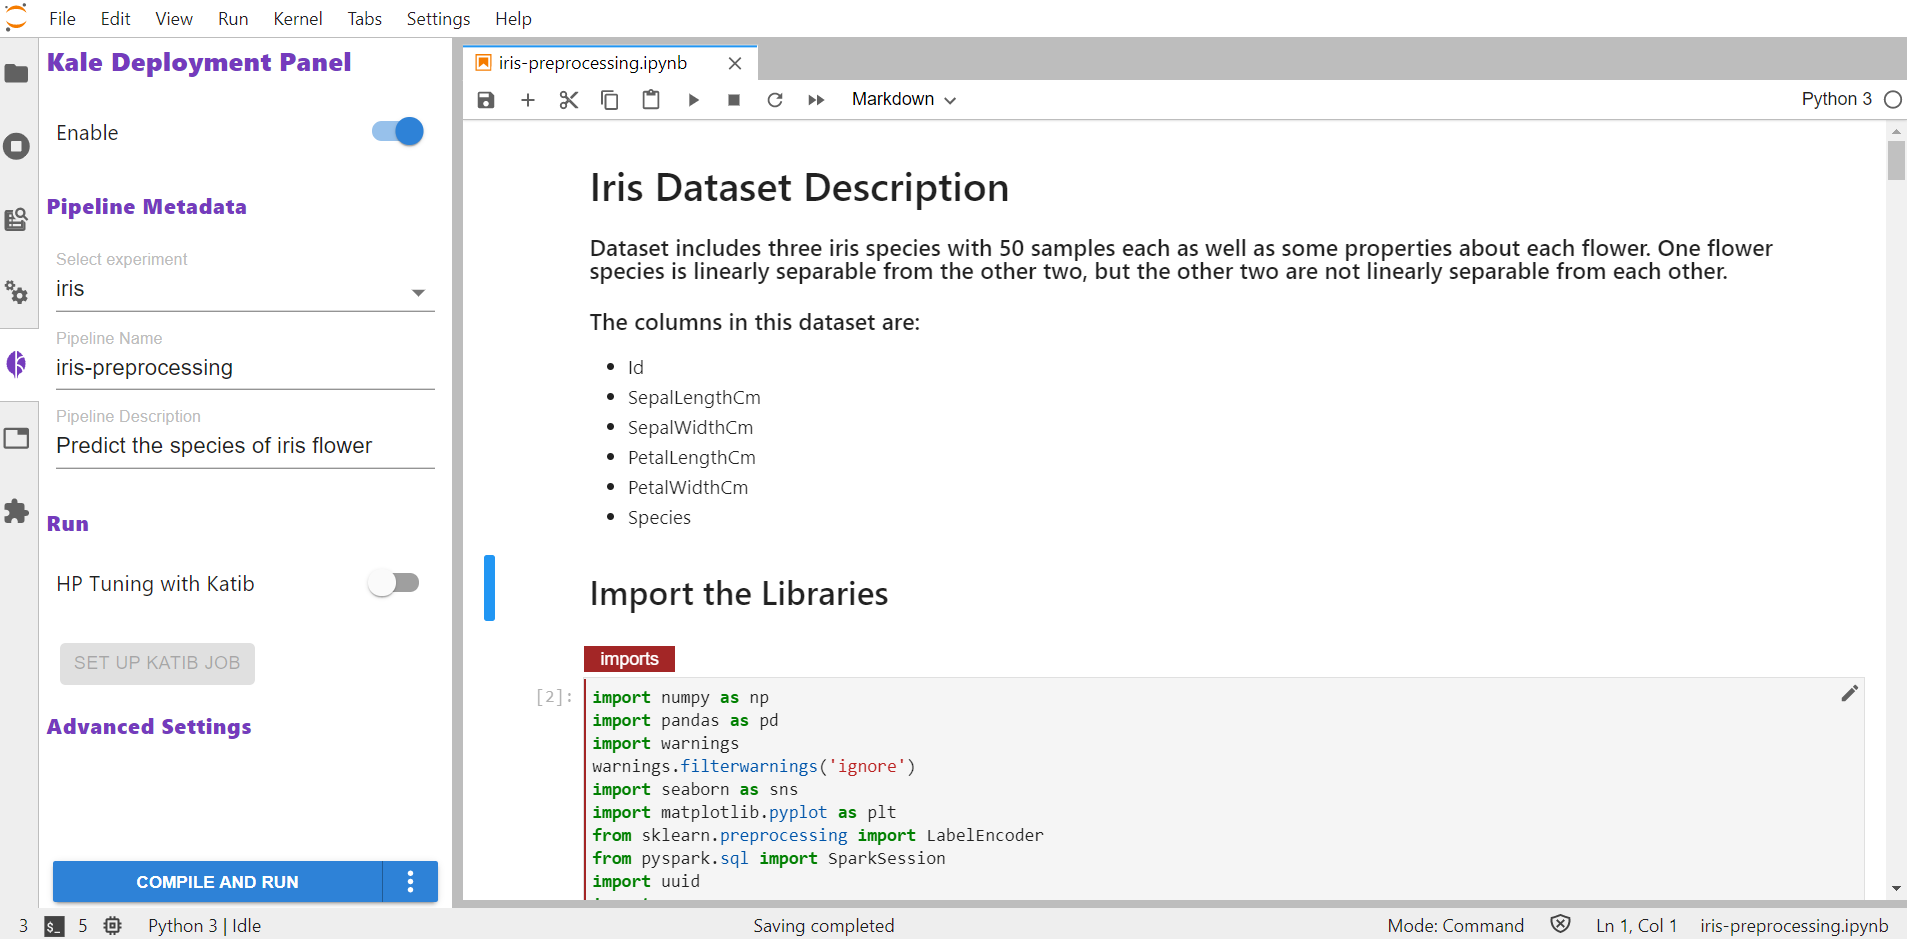 File Edit View Run Kernel Tabs Settings Help
Kale Deployment Panel
Enable
Pipeline Metadata
Select experiment
iris
Pipeline Name
iris-preprocessing
Pipeline Description
Predict the species of iris flower
Run
HP Tuning with Katib
SET UP KATIB JOB
Advanced Settings
COMPILE AND RUN
iris-preprocessing.ipynb
Markdown
Python 3
Iris Dataset Description
Dataset includes three iris species with 50 samples each as well as some properties about each flower. One flower
species is linearly separable from the other two, but the other two are not linearly separable from each other.
The columns in this dataset are:
• Id
• SepalLengthCm
• SepalWidthCm
• PetalLengthCm
• PetalWidthCm
• Species
Import the Libraries
imports
[2]:
import numpy as np
import pandas as pd
import warnings
warnings.filterwarnings('ignore')
import seaborn as sns
import matplotlib.pyplot as plt
from sklearn.preprocessing import LabelEncoder
from pyspark.sql import SparkSession
import uuid
3 $_ 5 Python 3 | Idle Saving completed Mode: Command Ln 1, Col 1 iris-preprocessing.ipynb